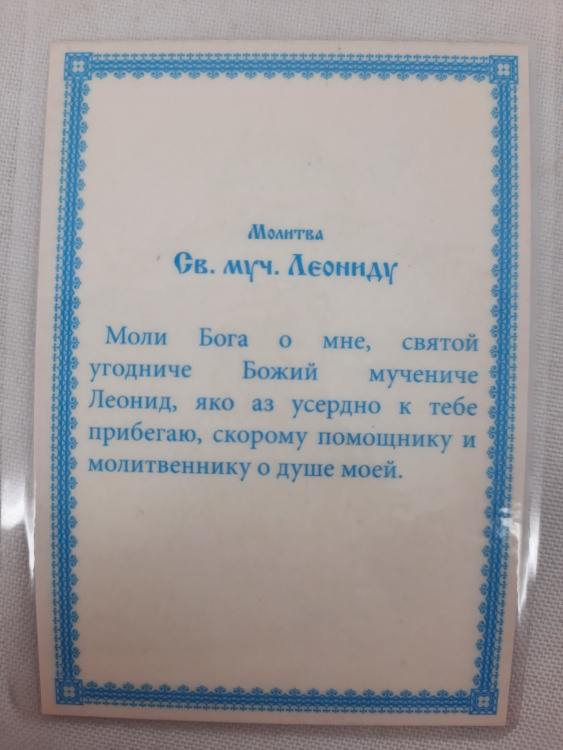 Молитва
Св. муч. Леониду
Моли Бога о мне, святой
угодниче Божий мучениче
Леонид, яко аз усердно к тебе
прибегаю, скорому помощнику и
молитвеннику о душе моей.